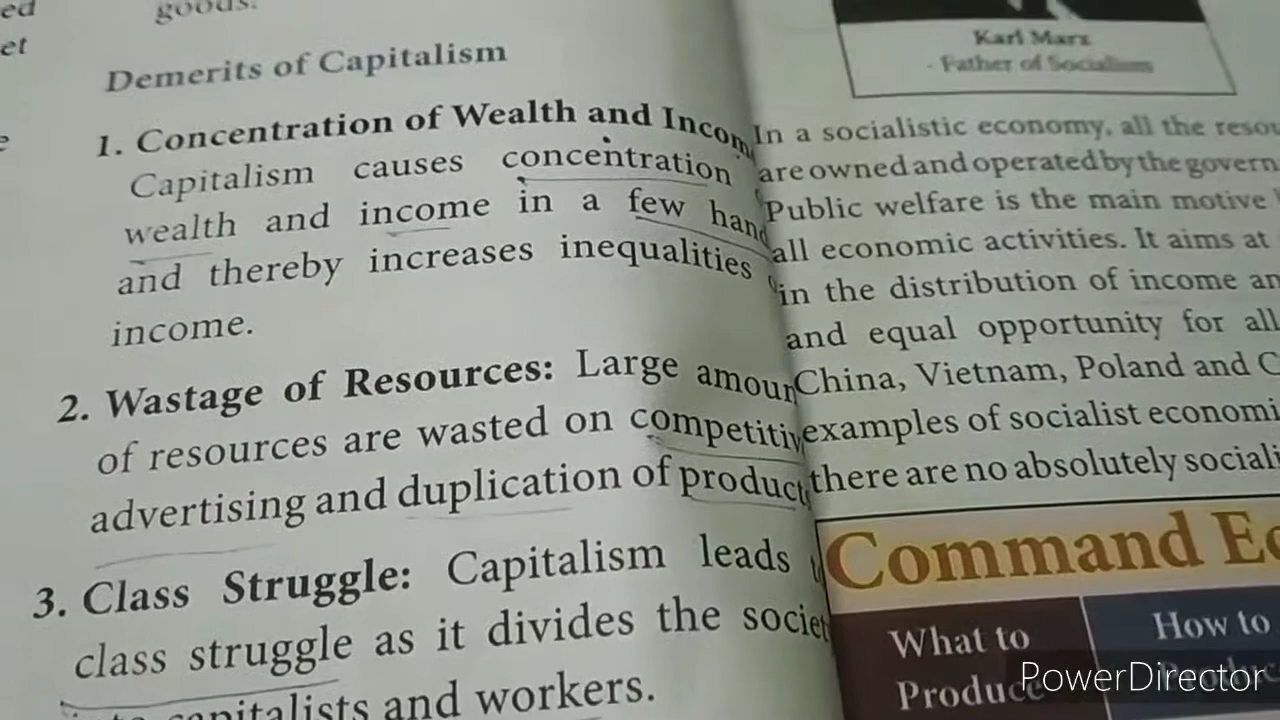 ed
et
e
goods.
Demerits of Capitalism
1. Concentration of Wealth and Incom
Capitalism causes concentration
wealth and income in a few hand
and thereby increases inequalities
income.
2. Wastage of Resources: Large amoun
of resources are wasted on competitiv
advertising and duplication of product
3. Class Struggle: Capitalism leads
class struggle as it divides the societ
capitalists and workers.
Karl Marx
- Father of Socialism
In a socialistic economy, all the resou
are owned and operated by the govern
Public welfare is the main motive
all economic activities. It aims at
in the distribution of income an
and equal opportunity for all
China, Vietnam, Poland and C
examples of socialist economi
there are no absolutely sociali
Command Ec
What to
Produce
How to
Produc
PowerDirector